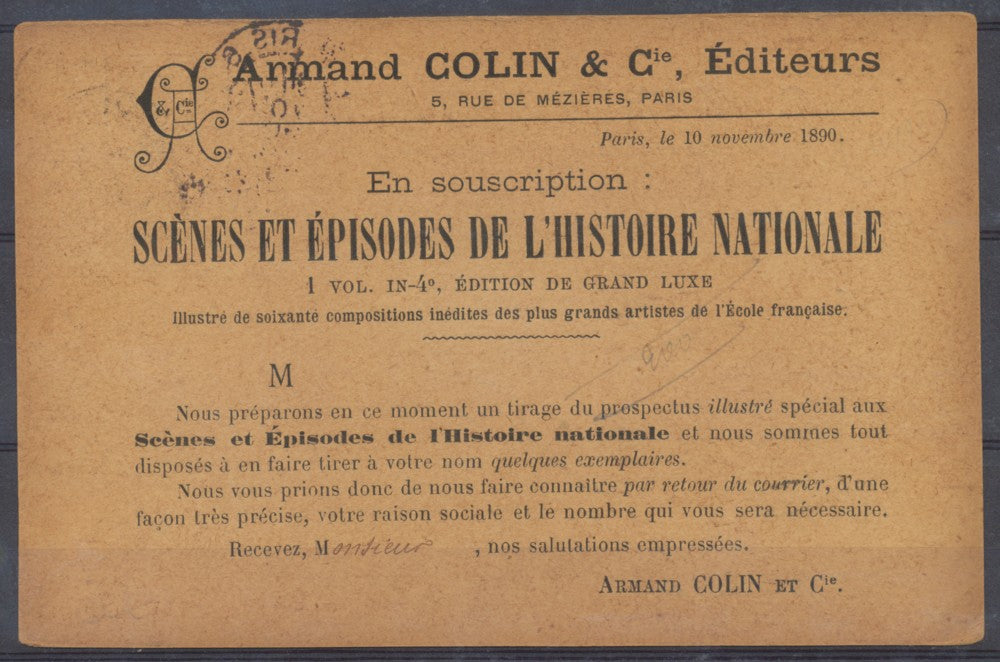 & Cie
Armand COLIN & Cie, Éditeurs
5, RUE DE MÉZIÈRES, PARIS
Paris, le 10 novembre 1890.
En souscription :
SCÈNES ET ÉPISODES DE L'HISTOIRE NATIONALE
1 VOL. IN-4º, ÉDITION DE GRAND LUXE
Illustré de soixante compositions inédites des plus grands artistes de l'École française.
M
Nous préparons en ce moment un tirage du prospectus illustré spécial aux
Scènes et Épisodes de l'Histoire nationale et nous sommes tout
disposés à en faire tirer à votre nom quelques exemplaires.
Nous vous prions donc de nous faire connaître par retour du courrier, d'une
façon très précise, votre raison sociale et le nombre qui vous sera nécessaire.
Recevez, Monsieur , nos salutations empressées.
ARMAND COLIN ET Cie.